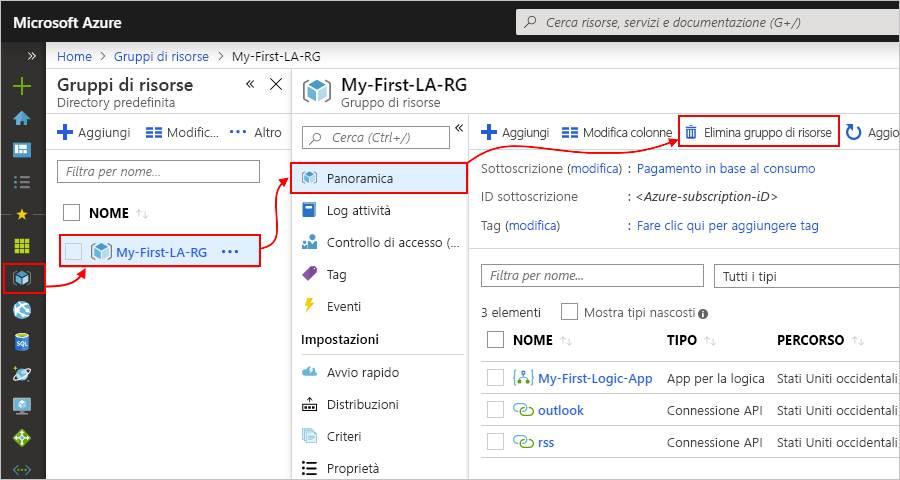 Microsoft Azure
Cerca risorse, servizi e documentazione (G+/)
Home > Gruppi di risorse > My-First-LA-RG
Gruppi di risorse
Directory predefinita
Aggiungi Modific... ··· Altro
Filtra per nome...
NOME
My-First-LA-RG ···
My-First-LA-RG
Gruppo di risorse
Cerca (Ctrl+/)
Panoramica
Log attività
Controllo di accesso (...
Tag
Eventi
Impostazioni
Avvio rapido
Distribuzioni
Criteri
Proprietà
Aggiungi Modifica colonne Elimina gruppo di risorse Aggio
Sottoscrizione (modifica) : Pagamento in base al consumo
ID sottoscrizione : <Azure-subscription-iD>
Tag (modifica) : Fare clic qui per aggiungere tag
Filtra per nome... Tutti i tipi
3 elementi Mostra tipi nascosti
NOME TIPO PERCORSO
My-First-Logic-App App per la logica Stati Uniti occidentali
outlook Connessione API Stati Uniti occidentali
rss Connessione API Stati Uniti occidentali